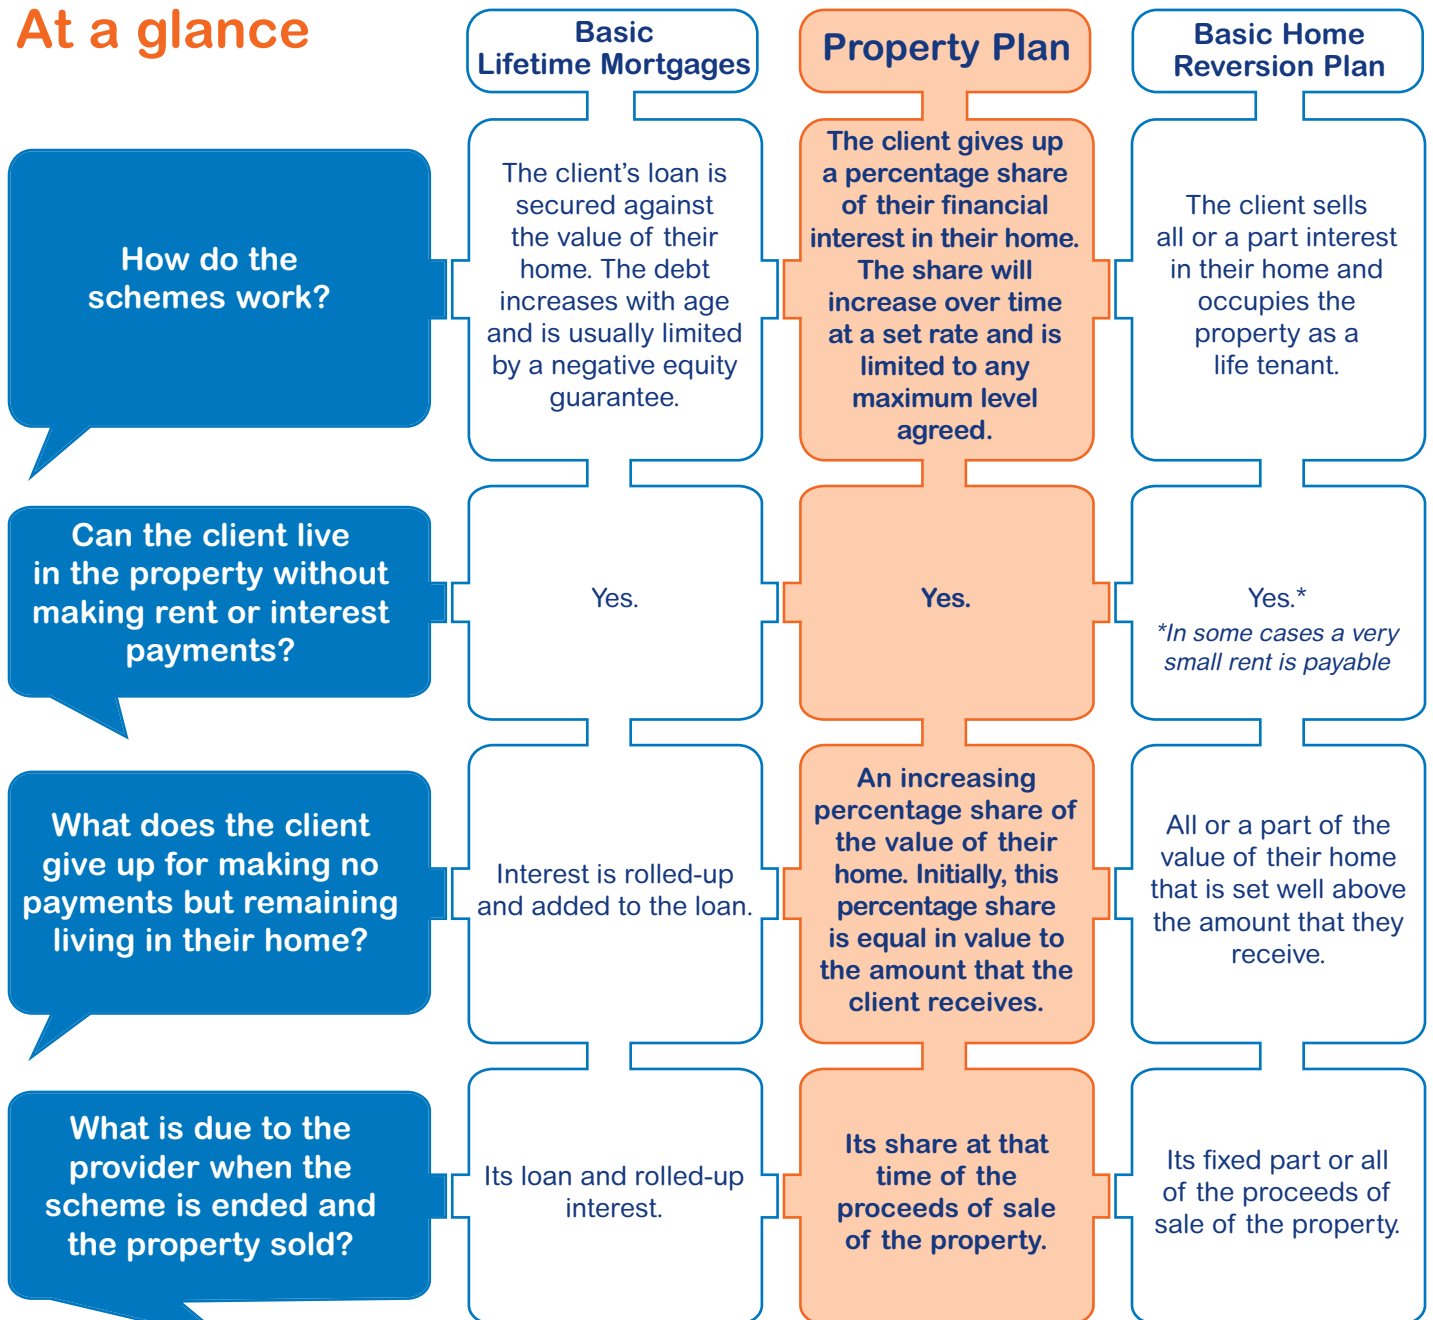 At a glance
Basic
Lifetime Mortgages
Property Plan
Basic Home
Reversion Plan
How do the
schemes work?
The client’s loan is
secured against
the value of their
home. The debt
increases with age
and is usually limited
by a negative equity
guarantee.
The client gives up
a percentage share
of their financial
interest in their home.
The share will
increase over time
at a set rate and is
limited to any
maximum level
agreed.
The client sells
all or a part interest
in their home and
occupies the
property as a
life tenant.
Can the client live
in the property without
making rent or interest
payments?
Yes.
Yes.
Yes.*
*In some cases a very
small rent is payable
What does the client
give up for making no
payments but remaining
living in their home?
Interest is rolled-up
and added to the loan.
An increasing
percentage share of
the value of their
home. Initially, this
percentage share
is equal in value to
the amount that the
client receives.
All or a part of the
value of their home
that is set well above
the amount that they
receive.
What is due to the
provider when the
scheme is ended and
the property sold?
Its loan and rolled-up
interest.
Its share at that
time of the
proceeds of sale
of the property.
Its fixed part or all
of the proceeds of
sale of the property.